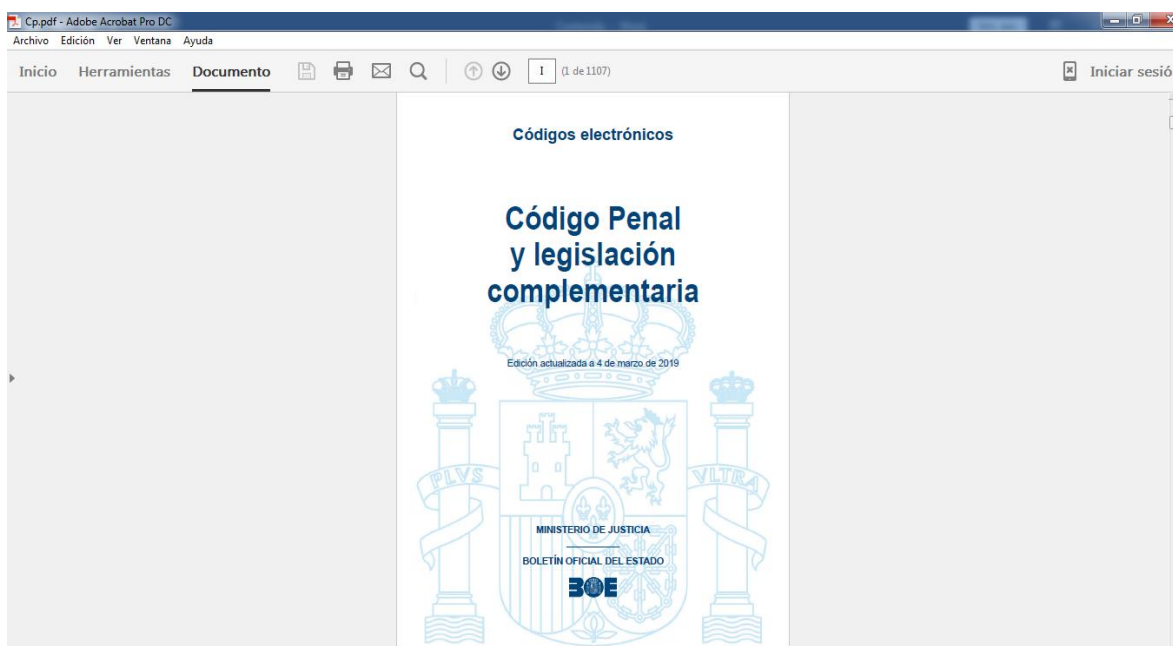 Cp.pdf - Adobe Acrobat Pro DC
Archivo Edición Ver Ventana Ayuda
Inicio Herramientas Documento I (1 de 1107) Iniciar sesió
Códigos electrónicos
Código Penal
y legislación
complementaria
Edición actualizada a 4 de marzo de 2019
PLVS VLTRA
MINISTERIO DE JUSTICIA
BOLETÍN OFICIAL DEL ESTADO
BOE